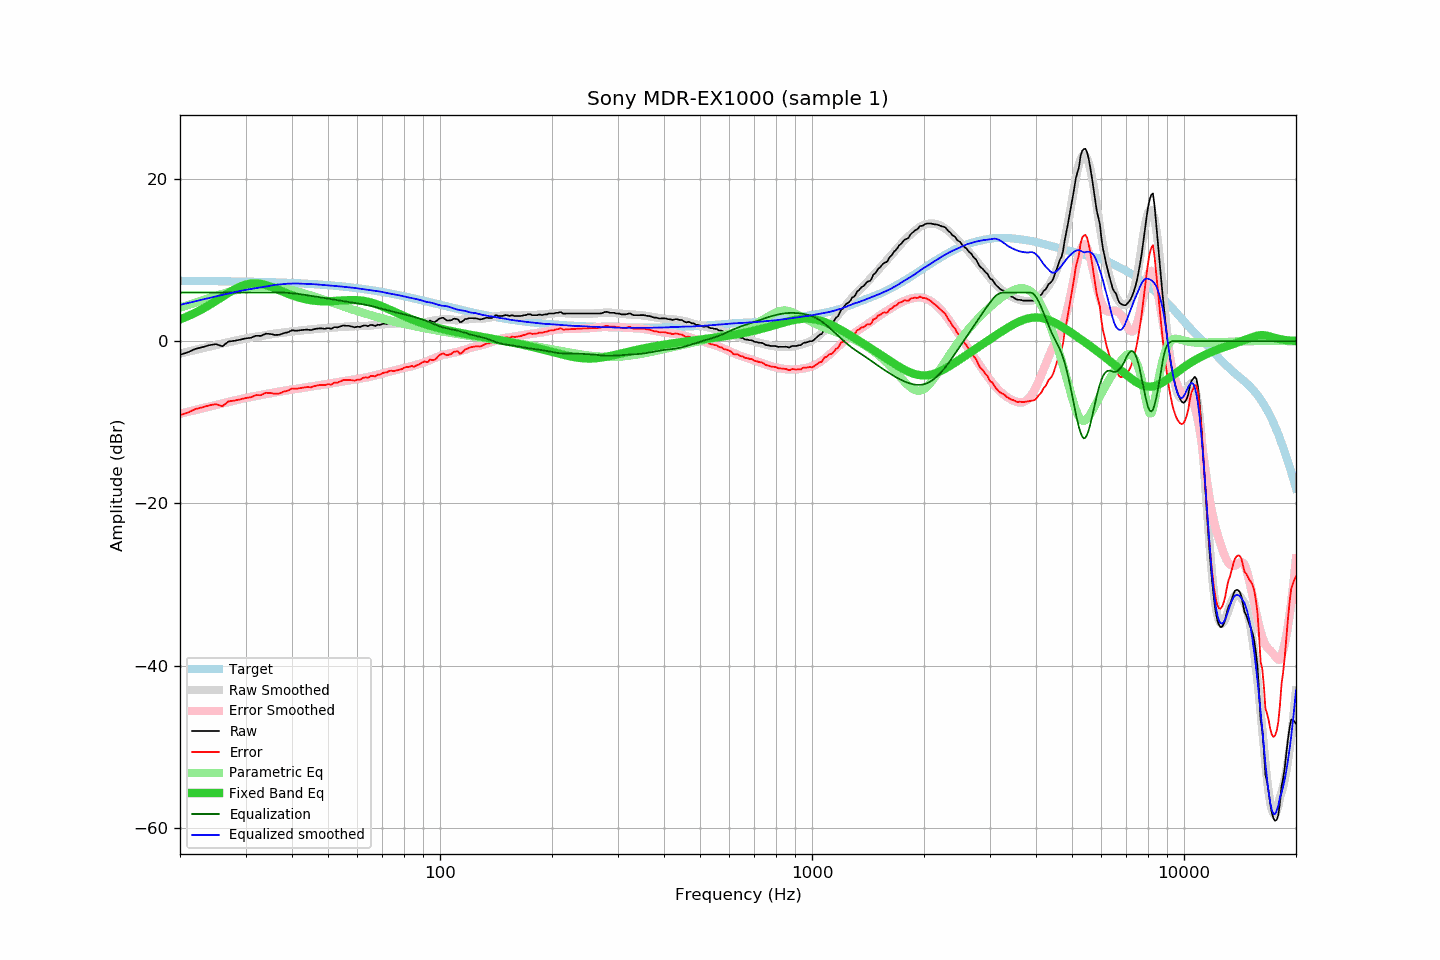 Sony MDR-EX1000 (sample 1)
20
0
−20
−40
−60
Amplitude (dBr)
Target
Raw Smoothed
Error Smoothed
Raw
Error
Parametric Eq
Fixed Band Eq
Equalization
Equalized smoothed
100
1000
10000
Frequency (Hz)